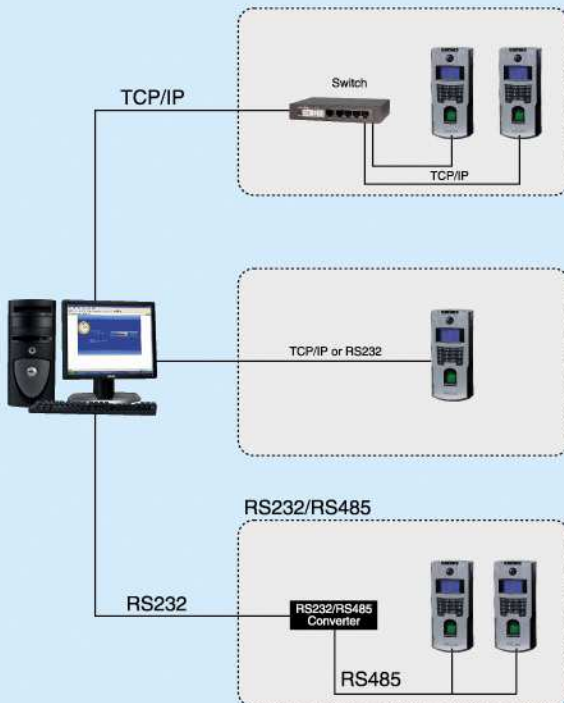 Switch
TCP/IP
TCP/IP
TCP/IP or RS232
RS232/RS485
RS232
RS232/RS485
Converter
RS485